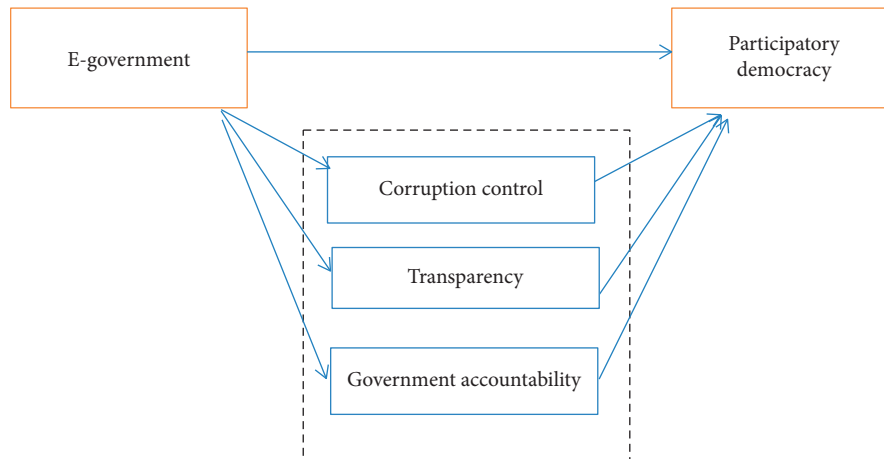 E-government
Participatory
democracy
Corruption control
Transparency
Government accountability